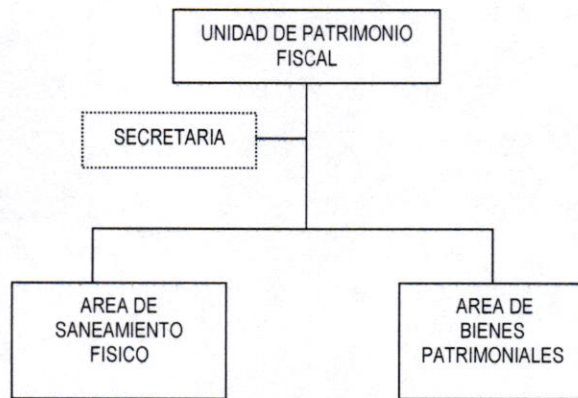 UNIDAD DE PATRIMONIO
FISCAL
SECRETARIA
AREA DE
SANEAMIENTO
FISICO
AREA DE
BIENES
PATRIMONIALES